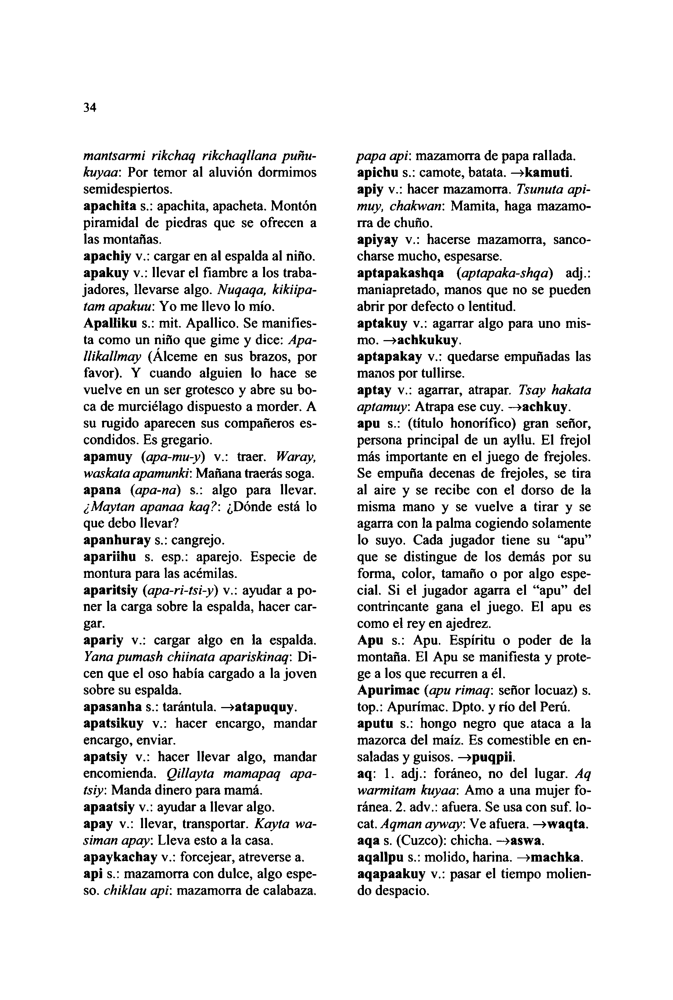 34
mantsarmi rikchaq rikchaqllana puñu-
kuyaa: Por temor al aluvión dormimos
semidespiertos.
apachita s.: apachita, apacheta. Montón
piramidal de piedras que se ofrecen a
las montañas.
apachiy v.: cargar en al espalda al niño.
apakuy v.: llevar el fiambre a los traba-
jadores, llevarse algo. Nuqaqa, kikiipa-
tam apakuu: Yo me llevo lo mío.
Apalliku s.: mit. Apallico. Se manifies-
ta como un niño que gime y dice: Apa-
llikallmay (Álceme en sus brazos, por
favor). Y cuando alguien lo hace se
vuelve en un ser grotesco y abre su bo-
ca de murciélago dispuesto a morder. A
su rugido aparecen sus compañeros es-
condidos. Es gregario.
apamuy (apa-mu-y) v.: traer. Waray,
waskata apamunki: Mañana traerás soga.
apana (apa-na) s.: algo para llevar.
¿Maytan apanaa kaq?: ¿Dónde está lo
que debo llevar?
apanhuray s.: cangrejo.
apariihu s. esp.: aparejo. Especie de
montura para las acémilas.
aparitsiy (apa-ri-tsi-y) v.: ayudar a po-
ner la carga sobre la espalda, hacer car-
gar.
apariy v.: cargar algo en la espalda.
Yana pumash chiinata apariskinaq: Di-
cen que el oso había cargado a la joven
sobre su espalda.
apasanha s.: tarántula. →atapuquy.
apatsikuy v.: hacer encargo, mandar
encargo, enviar.
apatsiy v.: hacer llevar algo, mandar
encomienda. Qillayta mamapaq apa-
tsiy: Manda dinero para mamá.
apaatsiy v.: ayudar a llevar algo.
apay v.: llevar, transportar. Kayta wa-
siman apay: Lleva esto a la casa.
apaykachay v.: forcejear, atreverse a.
api s.: mazamorra con dulce, algo espe-
so. chiklau api: mazamorra de calabaza.
papa api: mazamorra de papa rallada.
apichu s.: camote, batata. →kamuti.
apiy v.: hacer mazamorra. Tsunuta api-
muy, chakwan: Mamita, haga mazamo-
rra de chuño.
apiyay v.: hacerse mazamorra, sanco-
charse mucho, espesarse.
aptapakashqa (aptapaka-shqa) adj.:
maniapretado, manos que no se pueden
abrir por defecto o lentitud.
aptakuy v.: agarrar algo para uno mis-
mo. →achkukuy.
aptapakay v.: quedarse empuñadas las
manos por tullirse.
aptay v.: agarrar, atrapar. Tsay hakata
aptamuy: Atrapa ese cuy. →achkuy.
apu s.: (título honorífico) gran señor,
persona principal de un ayllu. El frejol
más importante en el juego de frejoles.
Se empuña decenas de frejoles, se tira
al aire y se recibe con el dorso de la
misma mano y se vuelve a tirar y se
agarra con la palma cogiendo solamente
lo suyo. Cada jugador tiene su “apu”
que se distingue de los demás por su
forma, color, tamaño o por algo espe-
cial. Si el jugador agarra el “apu” del
contrincante gana el juego. El apu es
como el rey en ajedrez.
Apu s.: Apu. Espíritu o poder de la
montaña. El Apu se manifiesta y prote-
ge a los que recurren a él.
Apurimac (apu rimaq: señor locuaz) s.
top.: Apurímac. Dpto. y río del Perú.
aputu s.: hongo negro que ataca a la
mazorca del maíz. Es comestible en en-
saladas y guisos. →puqpii.
aq: 1. adj.: foráneo, no del lugar. Aq
warmitam kuyaa: Amo a una mujer fo-
ránea. 2. adv.: afuera. Se usa con suf. lo-
cat. Aqman ayway: Ve afuera. →waqta.
aqa s. (Cuzco): chicha. →aswa.
aqallpu s.: molido, harina. →machka.
aqapaakuy v.: pasar el tiempo molien-
do despacio.